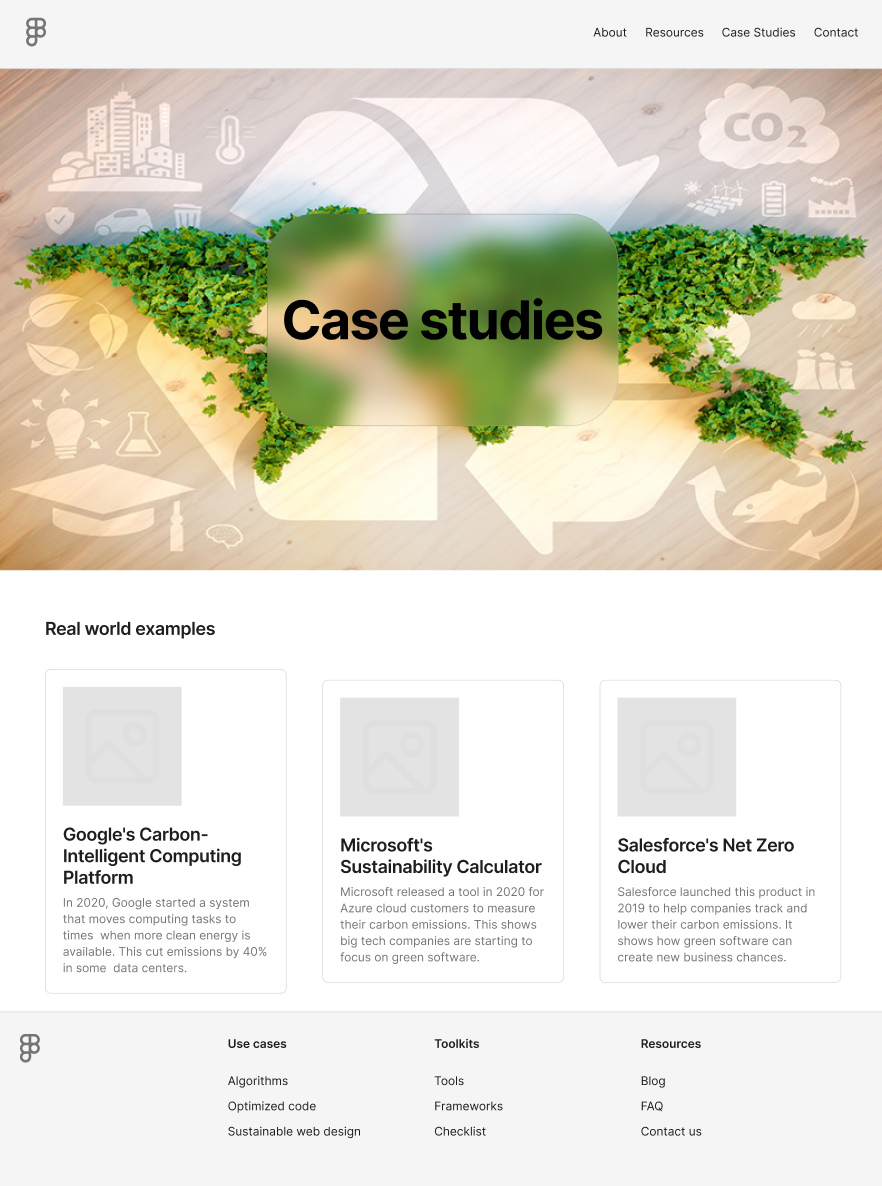 About Resources Case Studies Contact
CO2
Case studies
Real world examples
Google's Carbon-
Intelligent Computing
Platform
In 2020, Google started a system
that moves computing tasks to
times  when more clean energy is
available. This cut emissions by 40%
in some  data centers.
Microsoft's
Sustainability Calculator
Microsoft released a tool in 2020 for
Azure cloud customers to measure
their carbon emissions. This shows
big tech companies are starting to
focus on green software.
Salesforce's Net Zero
Cloud
Salesforce launched this product in
2019 to help companies track and
lower their carbon emissions. It
shows how green software can
create new business chances.
Use cases
Algorithms
Optimized code
Sustainable web design
Toolkits
Tools
Frameworks
Checklist
Resources
Blog
FAQ
Contact us